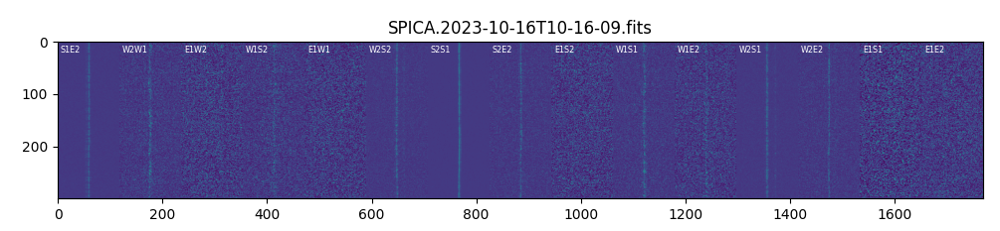 SPICA.2023-10-16T10-16-09.fits
0
S1E2 W2W1 E1W2 W1S2 E1W1 W2S2 S2S1 S2E2 E1S2 W1S1 W1E2 W2S1 W2E2 E1S1 E1E2
100
200
0 200 400 600 800 1000 1200 1400 1600